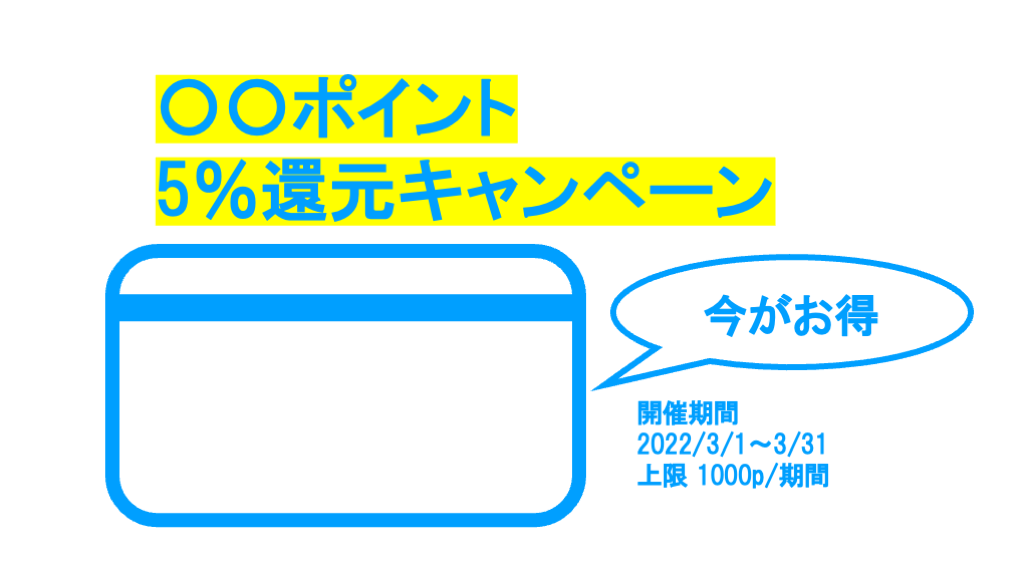 〇〇ポイント
5%還元キャンペーン
今がお得
開催期間
2022/3/1～3/31
上限 1000p/期間